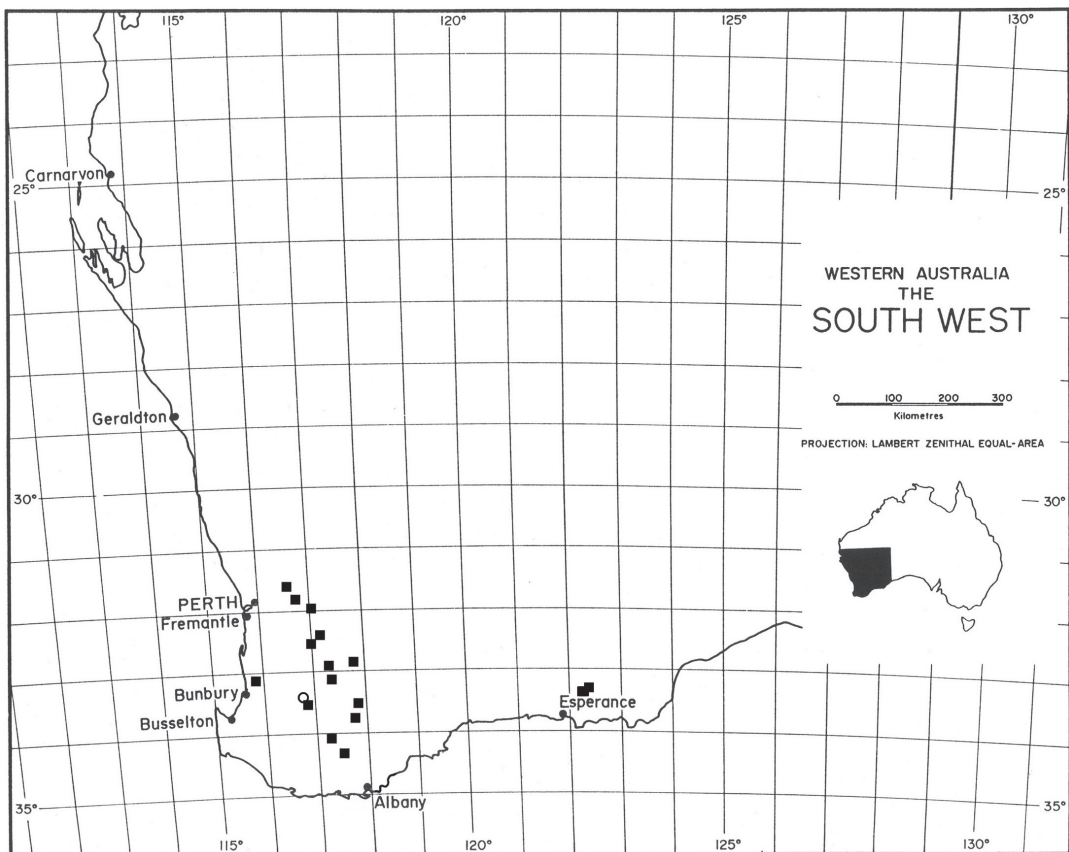 115°
120°
125°
130°
Carnarvon
25°
25°
WESTERN AUSTRALIA
THE
SOUTH WEST
0 100 200 300
Kilometres
Geraldton
PROJECTION: LAMBERT ZENITHAL EQUAL-AREA
30°
30°
PERTH
Fremantle
Bunbury
Busselton
Esperance
Albany
35°
35°
115°
120°
125°
130°